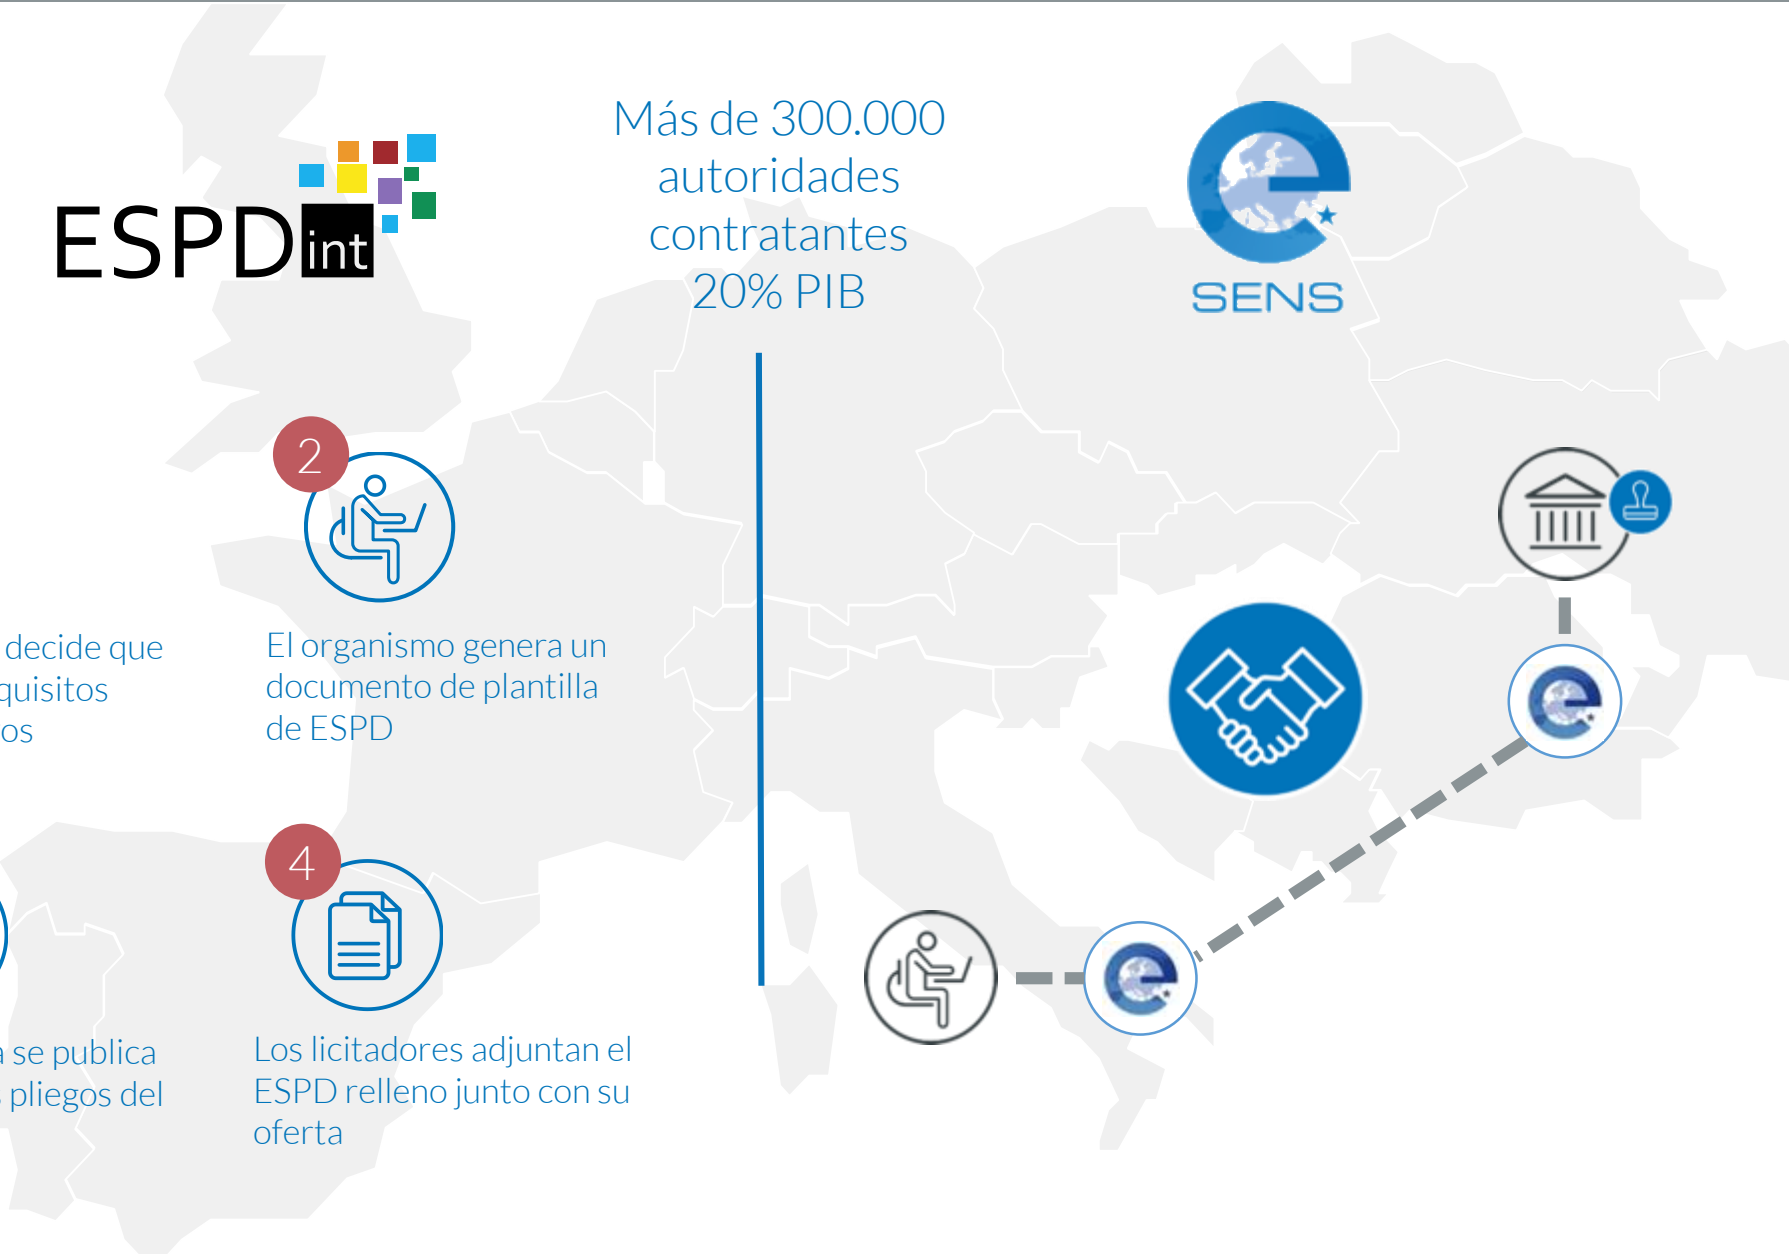 ESPDint
Más de 300.000
autoridades
contratantes
20% PIB
SENS
2
decide que
quisitos
os
El organismo genera un
documento de plantilla
de ESPD
4
se publica
pliegos del
Los licitadores adjuntan el
ESPD relleno junto con su
oferta